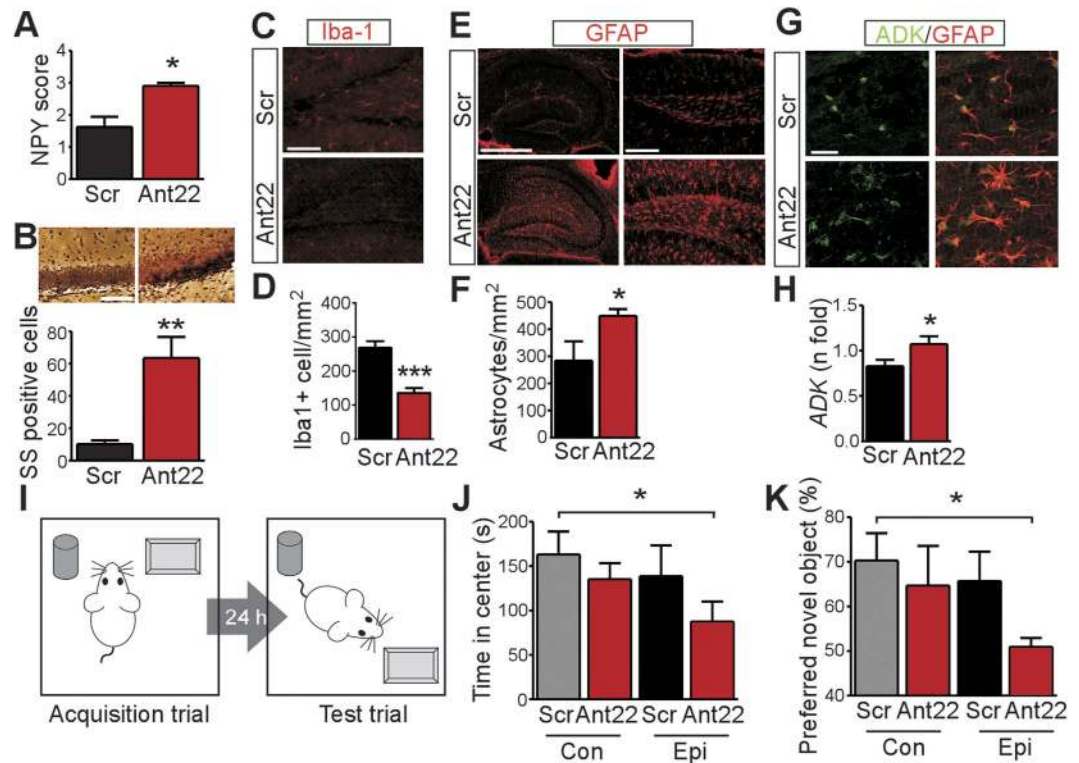 A
NPY score
4
3
2
1
0
*
Scr
Ant22
B
SS positive cells
80
60
40
20
0
**
Scr
Ant22
C
Iba-1
Scr
Ant22
D
Iba1+ cell/mm²
400
300
200
100
0
***
Scr Ant22
E
GFAP
Scr
Ant22
F
Astrocytes/mm²
500
400
300
200
100
0
*
Scr Ant22
G
ADK/GFAP
Scr
Ant22
H
ADK (n fold)
1.5
1.0
0.5
0.0
*
Scr Ant22
I
24 h
Acquisition trial
Test trial
J
Time in center (s)
200
150
100
50
0
*
Scr Ant22 Scr Ant22
Con
Epi
K
Preferred novel object (%)
80
70
60
50
40
*
Scr Ant22 Scr Ant22
Con
Epi